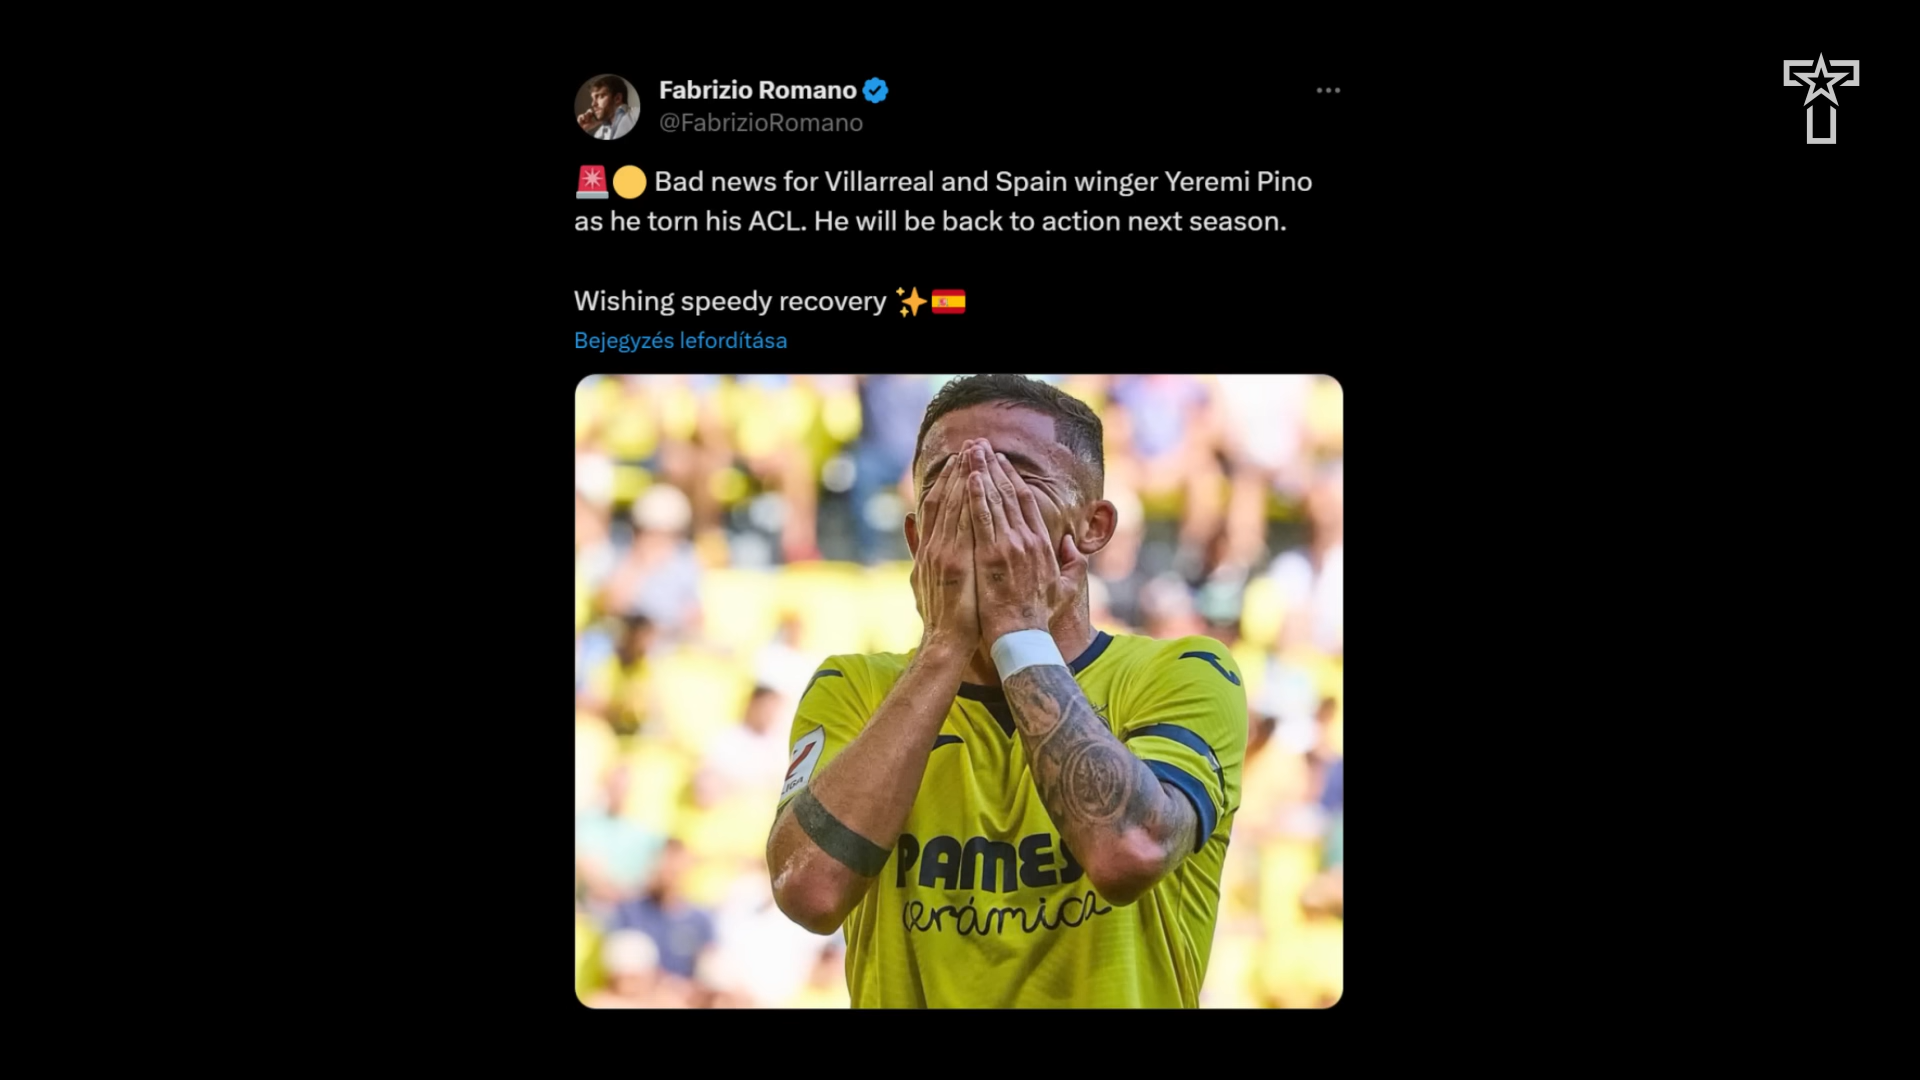 Fabrizio Romano
@FabrizioRomano
🚨🟡 Bad news for Villarreal and Spain winger Yeremi Pino
as he torn his ACL. He will be back to action next season.
Wishing speedy recovery ✨🇪🇸
Bejegyzés lefordítása
PAMES
cerámica